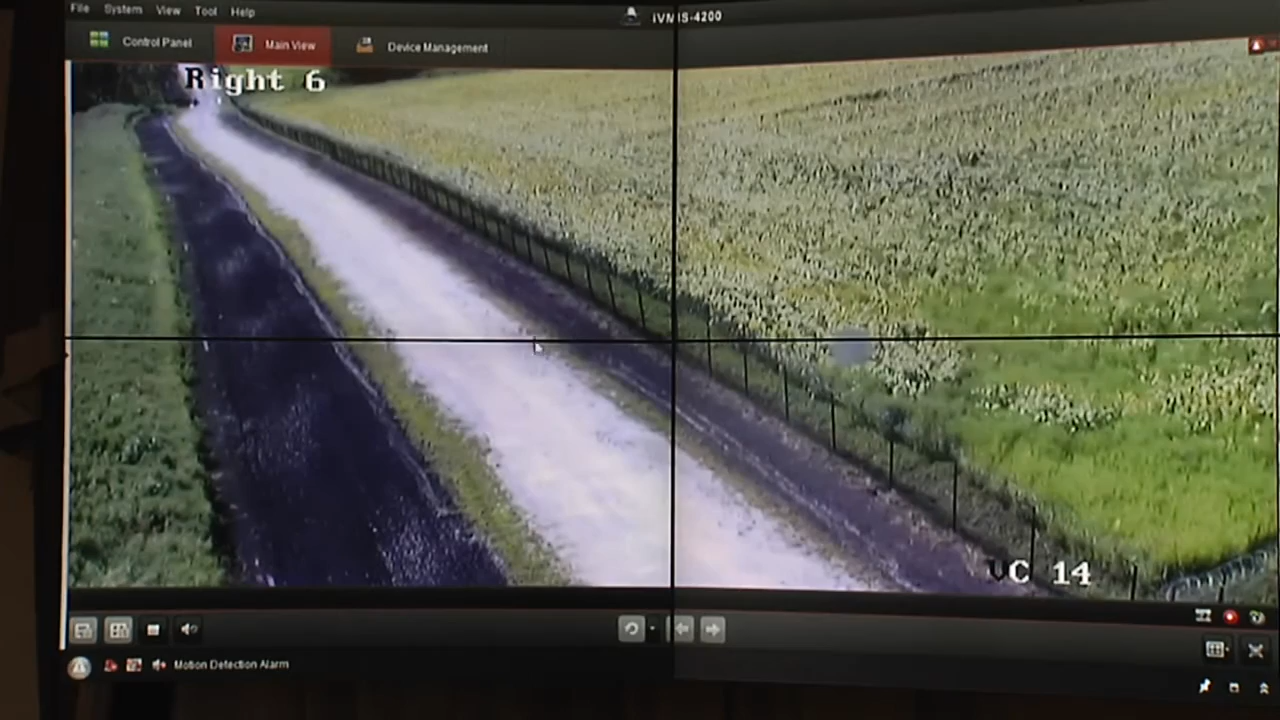 File System View Tool Help
iVMS-4200
Control Panel Main View Device Management
Right 6
VC 14
Motion Detection Alarm